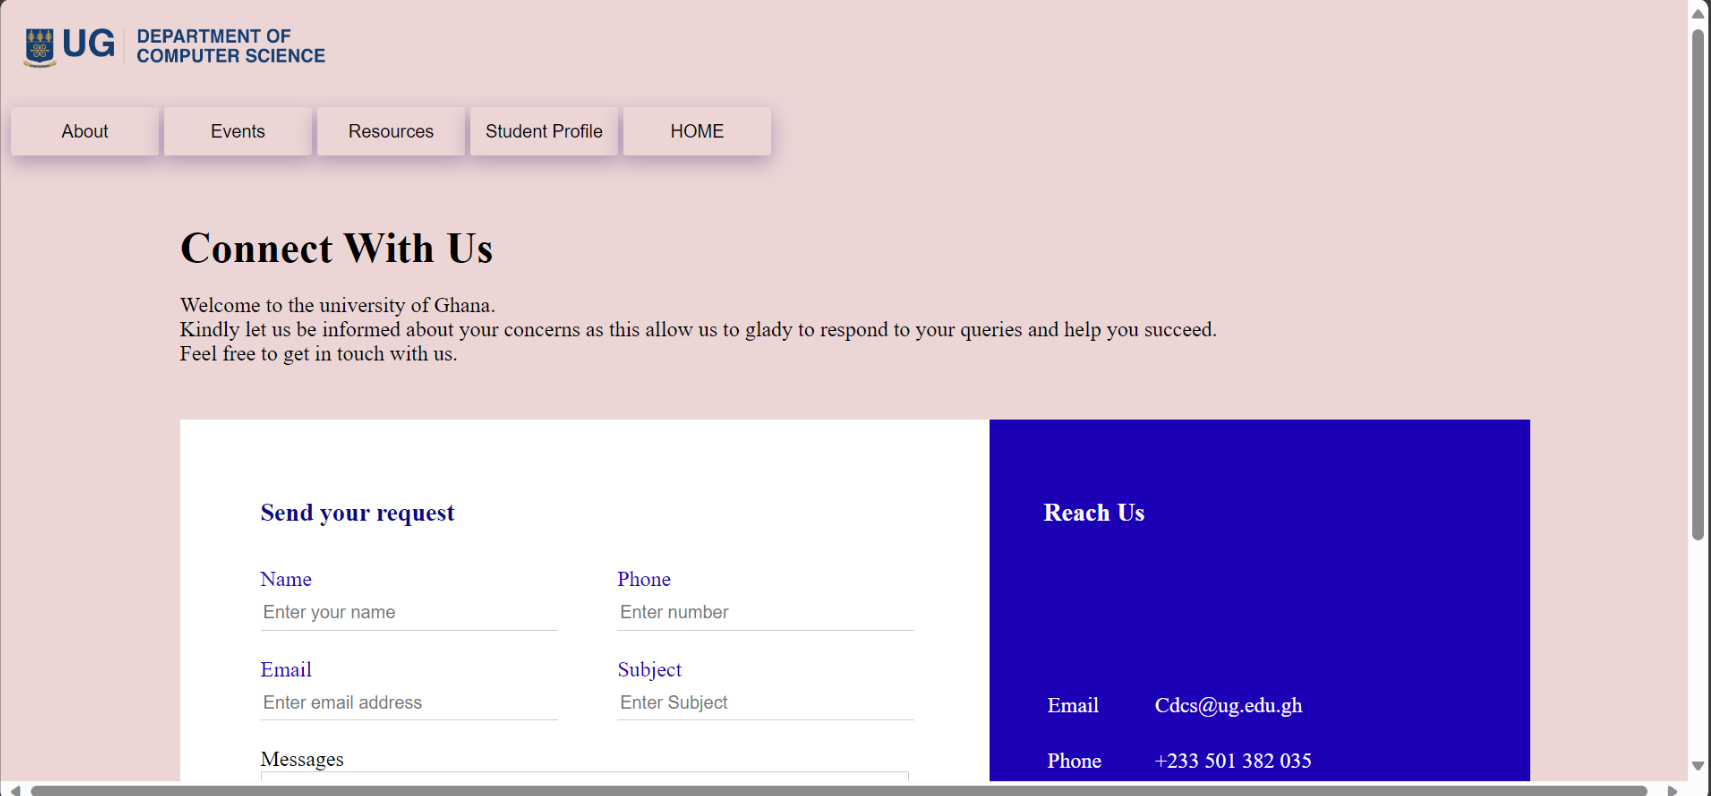 UG
DEPARTMENT OF
COMPUTER SCIENCE
About
Events
Resources
Student Profile
HOME
Connect With Us
Welcome to the university of Ghana.
Kindly let us be informed about your concerns as this allow us to glady to respond to your queries and help you succeed.
Feel free to get in touch with us.
Send your request
Name
Phone
Enter your name
Enter number
Email
Subject
Enter email address
Enter Subject
Messages
Reach Us
Email Cdcs@ug.edu.gh
Phone +233 501 382 035